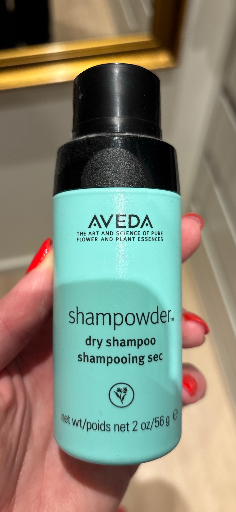 AVEDA
THE ART AND SCIENCE OF PURE
FLOWER AND PLANT ESSENCES
shampowder™
dry shampoo
shampooing sec
net wt/poids net 2 oz/56 g e